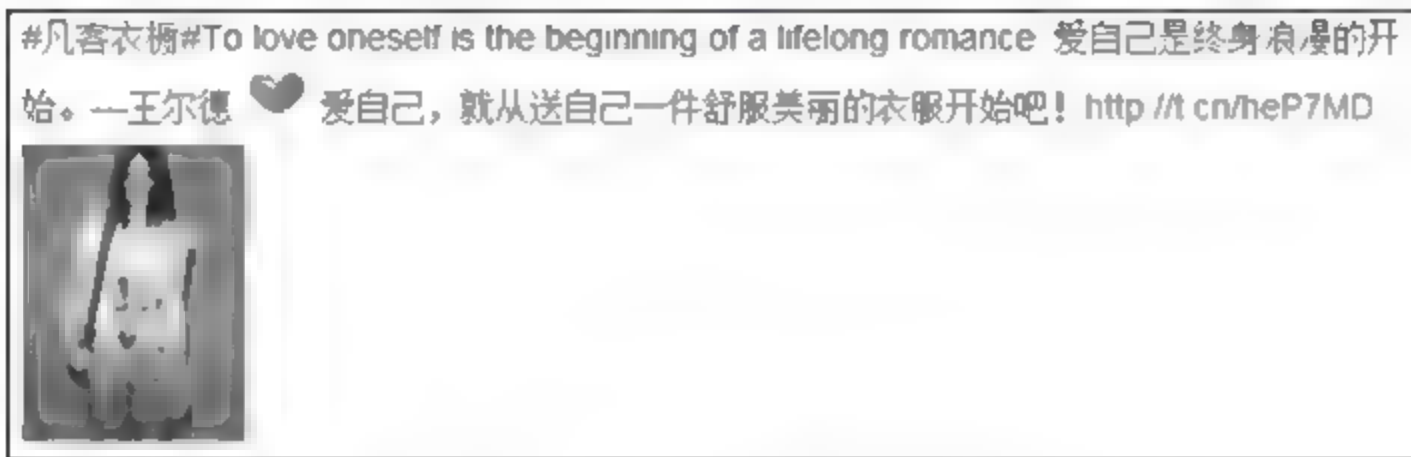 #凡客衣橱#To love oneself is the beginning of a lifelong romance 爱自己是终身浪漫的开
始。—王尔德 ❤ 爱自己，就从送自己一件舒服美丽的衣服开始吧！http //t cn/heP7MD